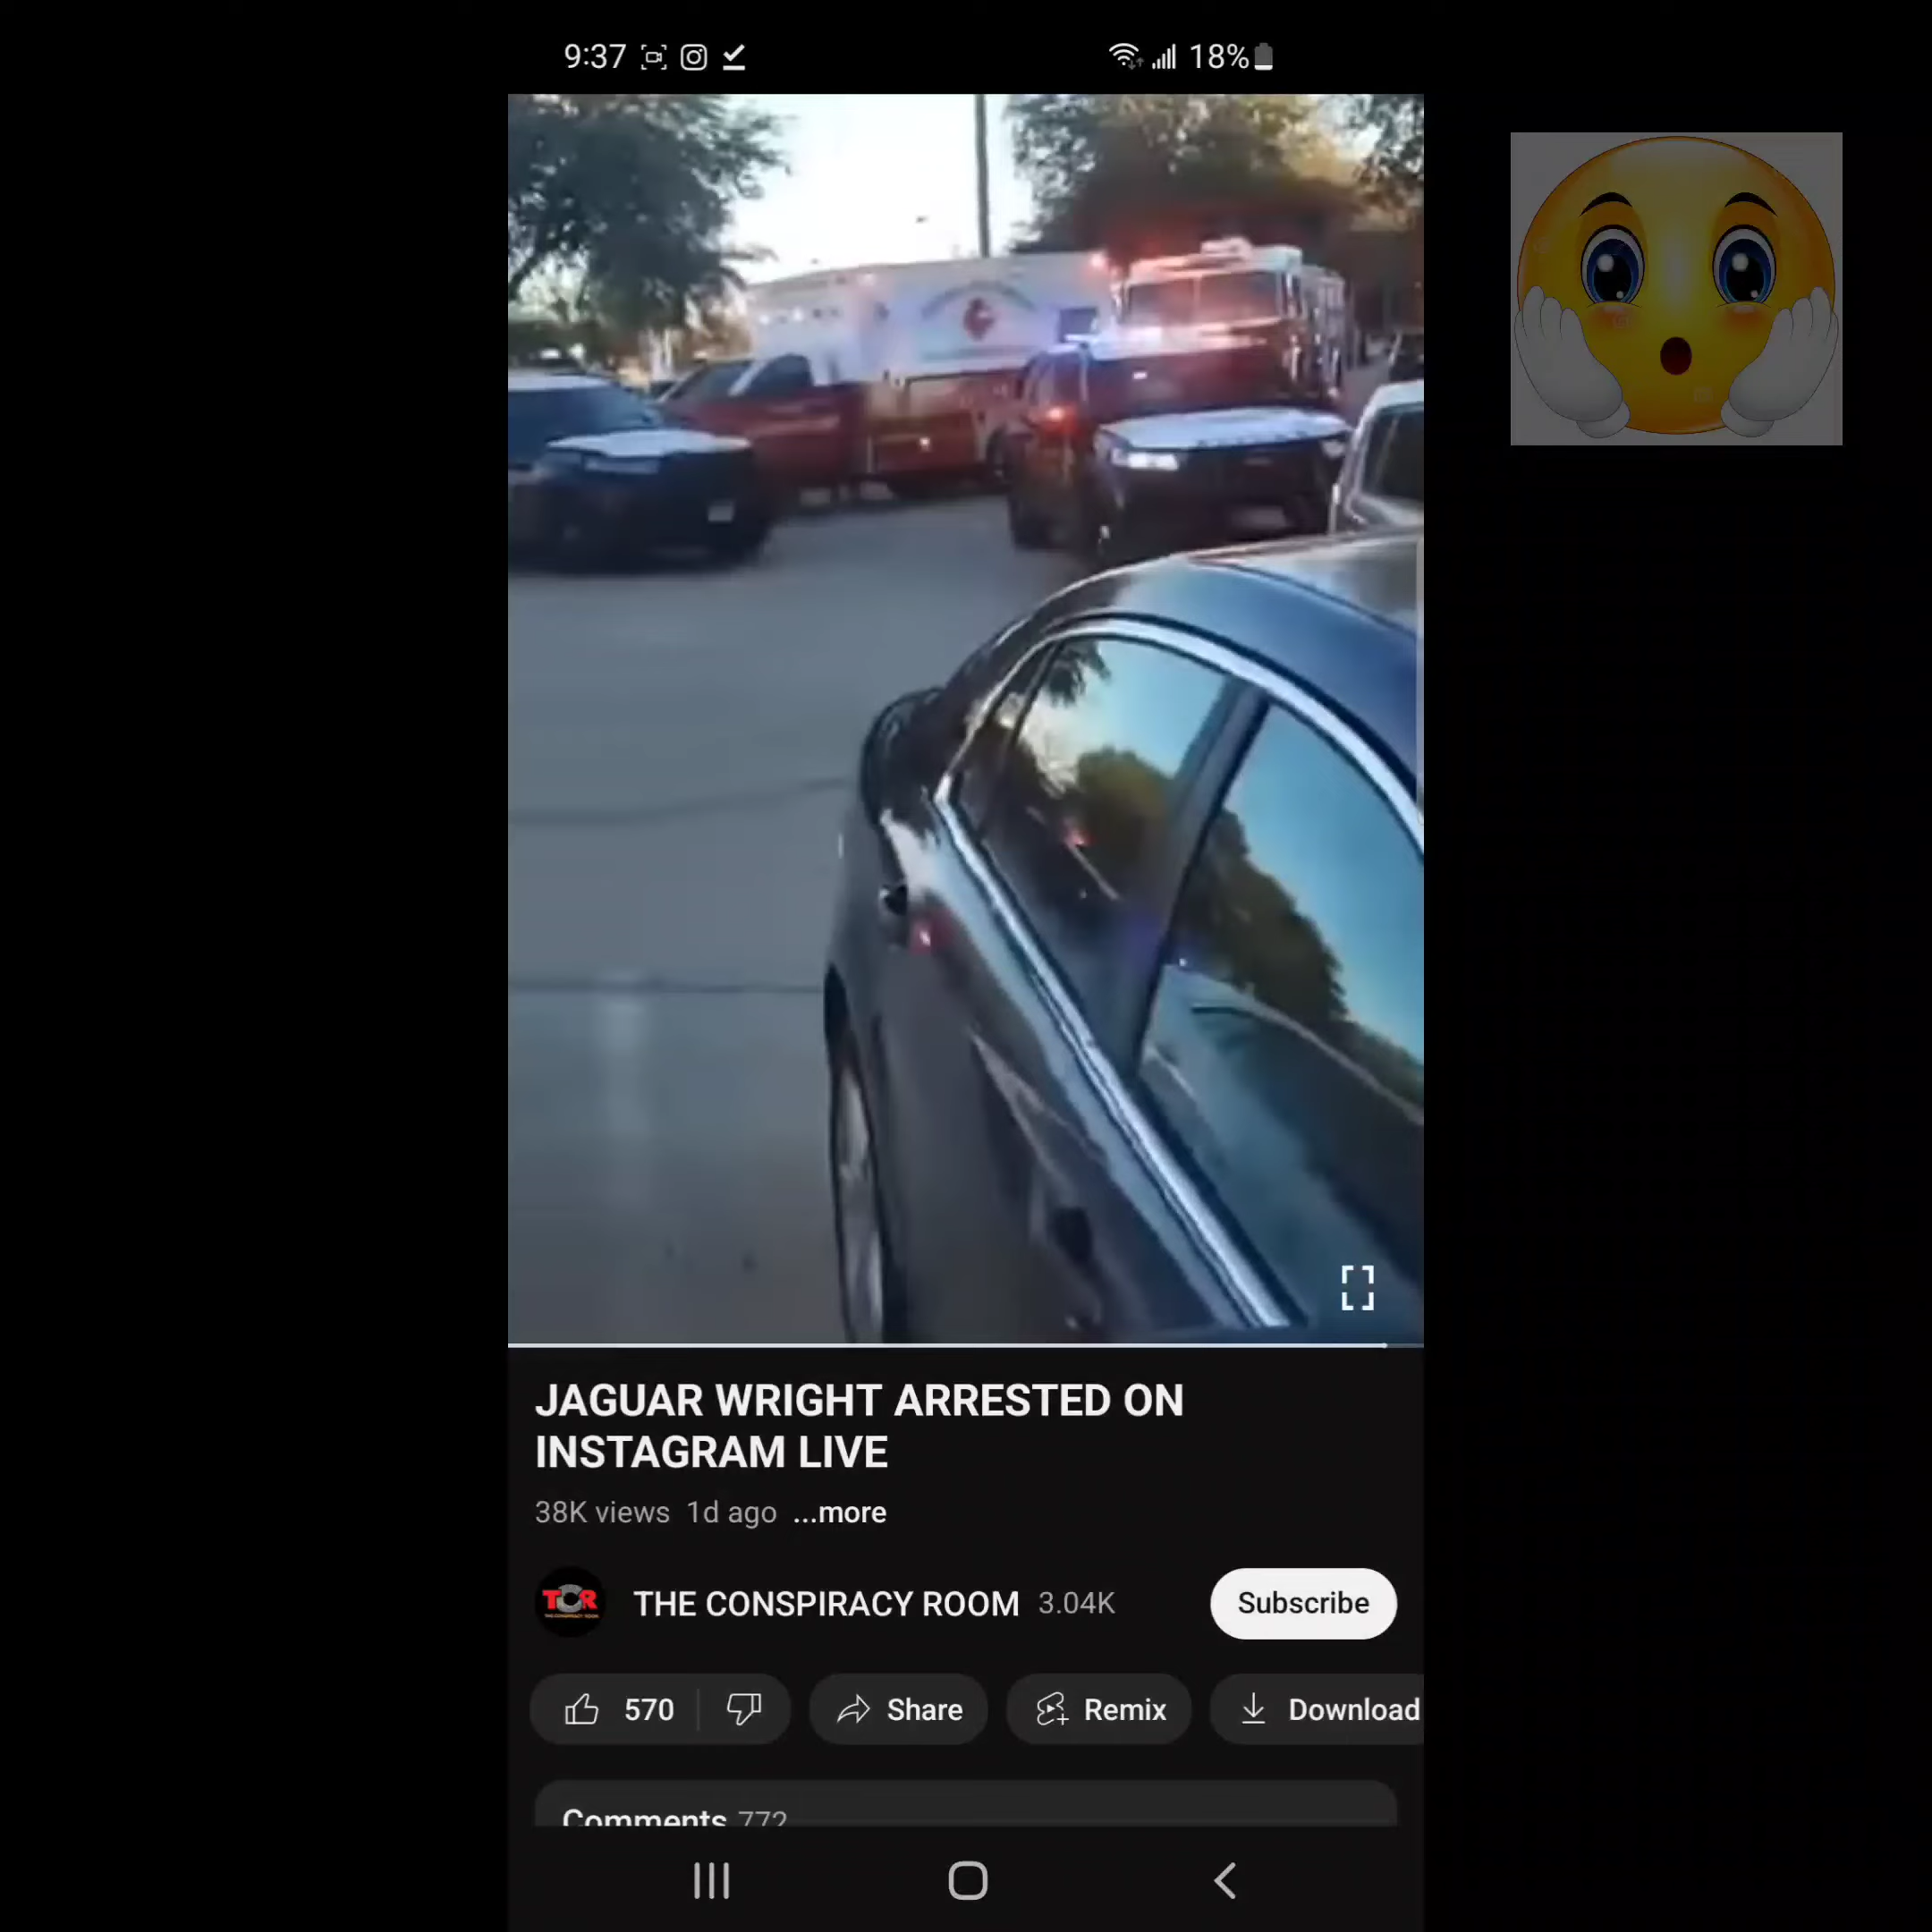 9:37
18%
JAGUAR WRIGHT ARRESTED ON
INSTAGRAM LIVE
38K views 1d ago ...more
TCR
THE CONSPIRACY ROOM 3.04K
Subscribe
570
Share
Remix
Download
Comments 772